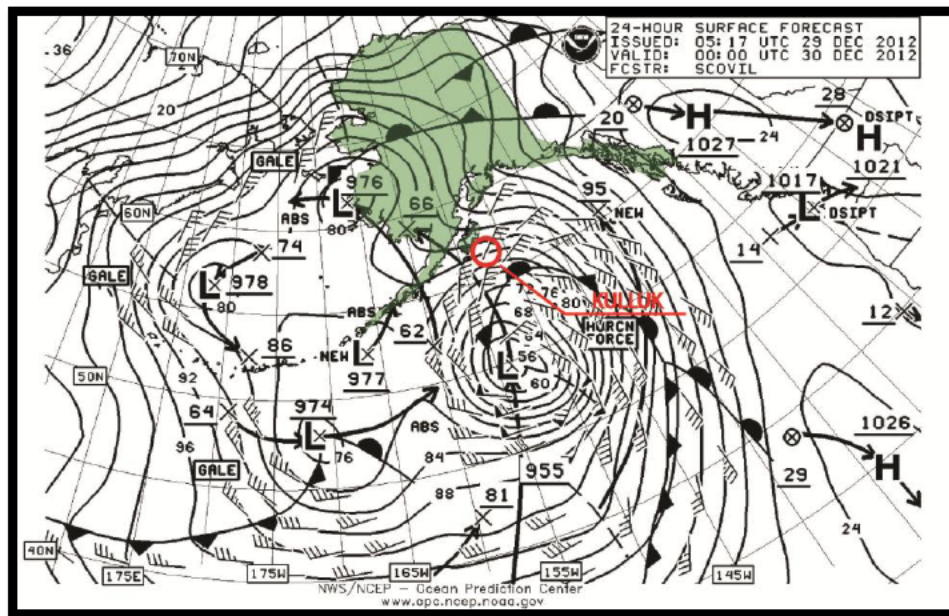 24-HOUR SURFACE FORECAST
ISSUED: 05:17 UTC 29 DEC 2012
VALID: 00:00 UTC 30 DEC 2012
FCSTR: SCOVIL
36
70N
20
28
DSIPT
20
H
1027
24
H
1021
GALE
976
L
ABS
80
66
95
NEW
1017
L
DSIPT
60N
74
14
GALE
L
978
80
76
80
KULLUK
68
64
HURCN
FORCE
12
ABS
62
86
NEW
L
977
L
56
60
50N
92
64
974
L
76
ABS
96
GALE
84
88
955
81
1026
H
29
24
40N
175E
175W
165W
155W
145W
NWS/NCEP – Ocean Prediction Center
www.opc.ncep.noaa.gov